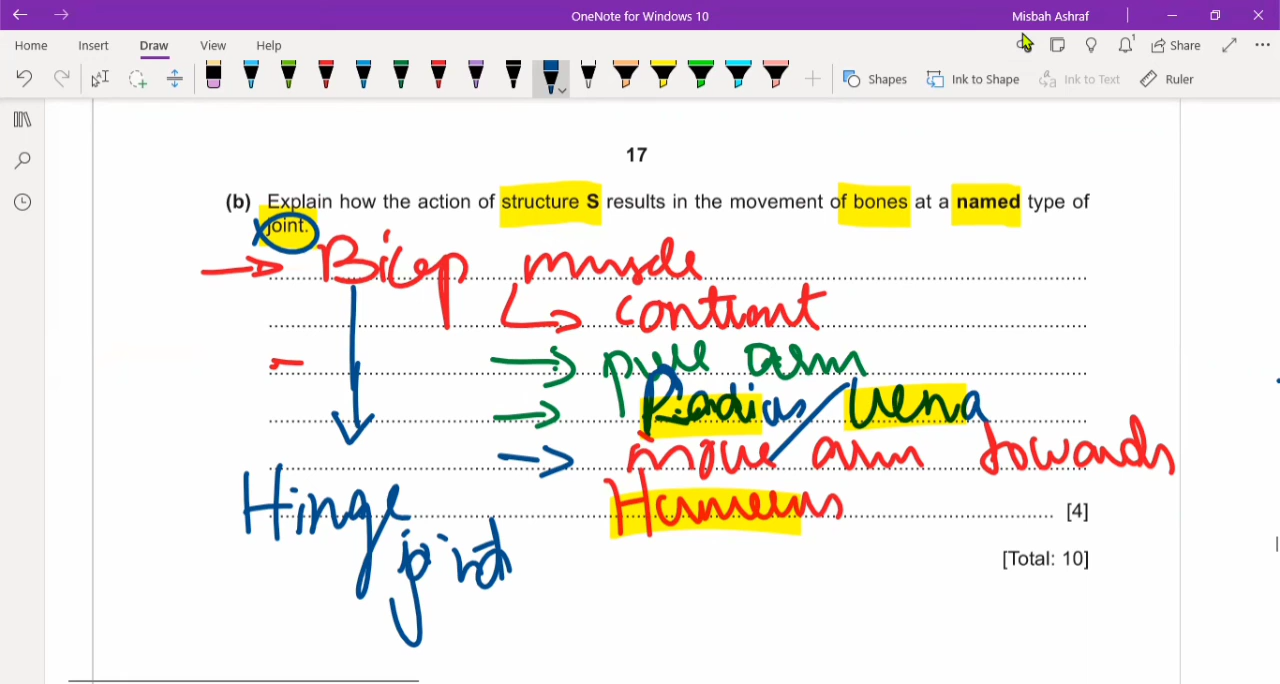 OneNote for Windows 10
Misbah Ashraf
Home Insert Draw View Help
1
Share
Shapes Ink to Shape Ink to Text Ruler
17
(b) Explain how the action of structure S results in the movement of bones at a named type of
joint.
Bicep muscle
contract
pull arm
Radius / Ulna
move arm towards
Humerus
[4]
Hinge
joint
[Total: 10]